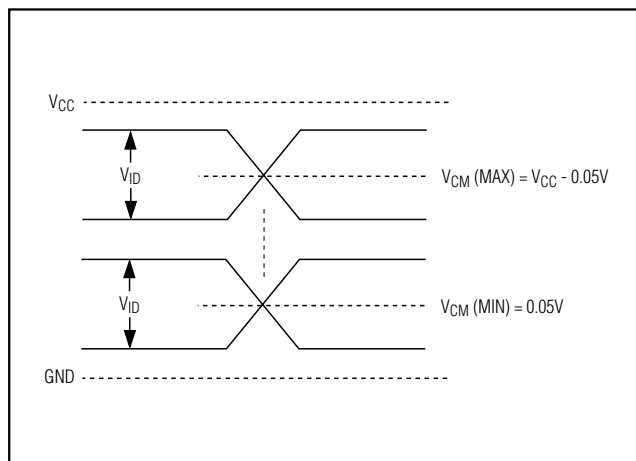 VCC
VID
VCM (MAX) = VCC - 0.05V
VID
VCM (MIN) = 0.05V
GND